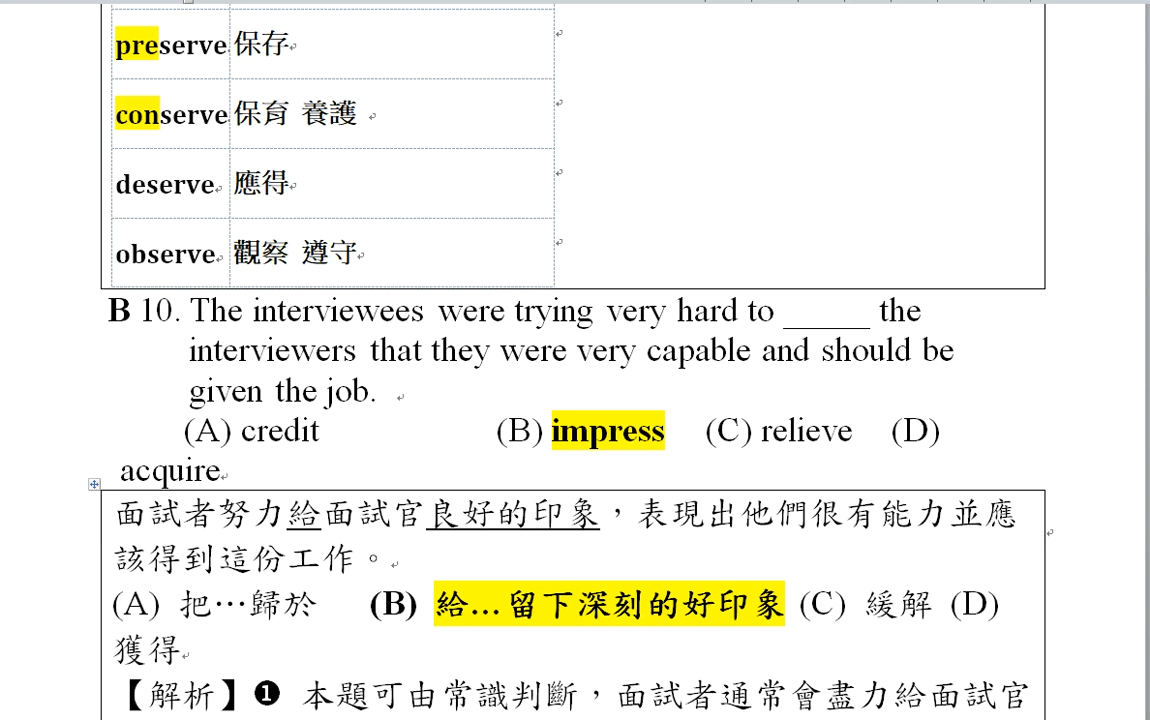 preserve 保存
conserve 保育 養護
deserve 應得
observe 觀察 遵守
B 10. The interviewees were trying very hard to _____ the
interviewers that they were very capable and should be
given the job.
(A) credit (B) impress (C) relieve (D)
acquire
面試者努力給面試官良好的印象，表現出他們很有能力並應
該得到這份工作。
(A) 把…歸於 (B) 給…留下深刻的好印象 (C) 緩解 (D)
獲得
【解析】❶ 本題可由常識判斷，面試者通常會盡力給面試官